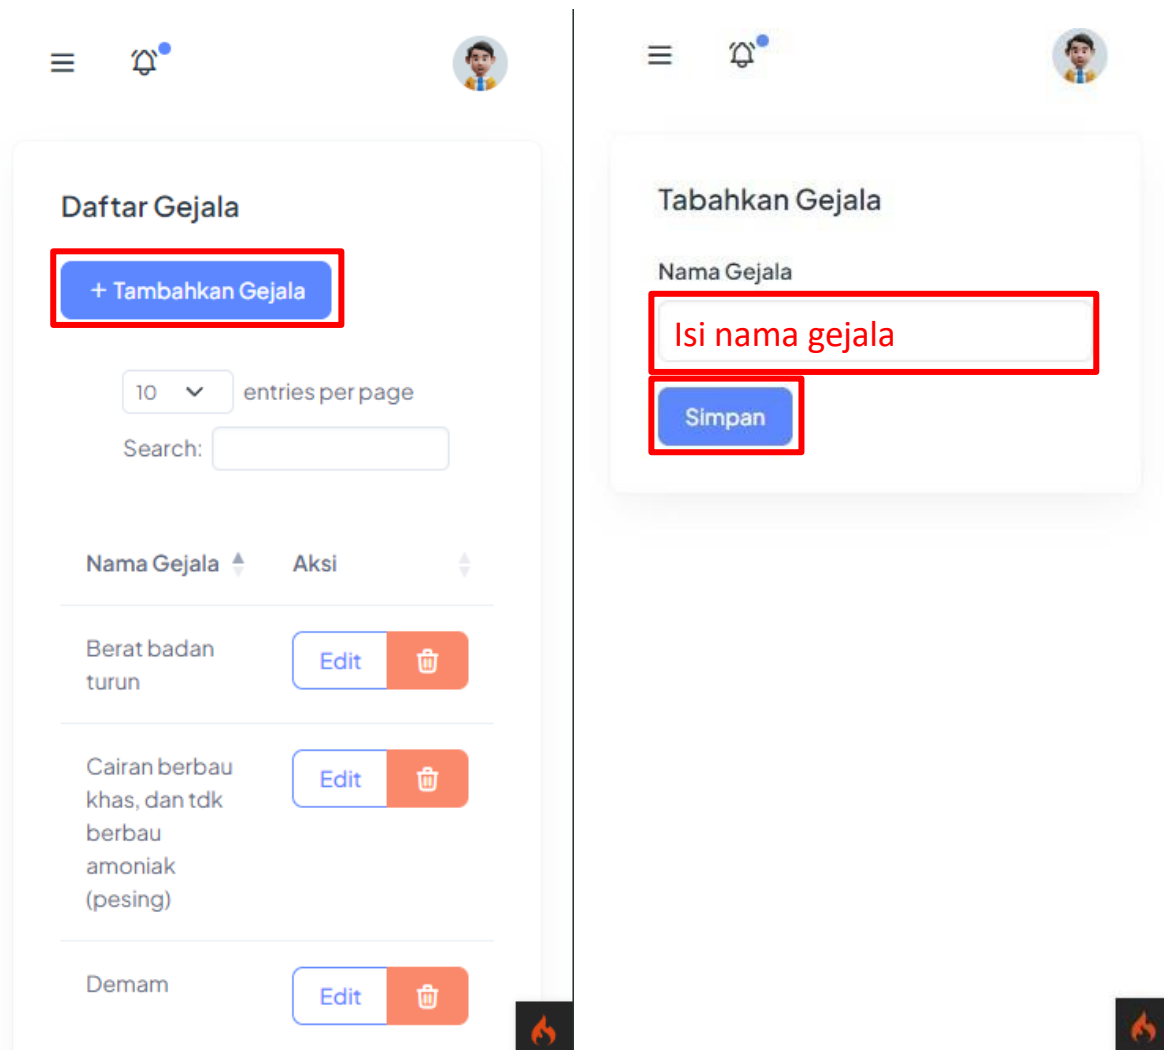 Daftar Gejala
+ Tambahkan Gejala
10 entries per page
Search:
Nama Gejala Aksi
Berat badan
turun
Edit
Cairan berbau
khas, dan tdk
berbau
amoniak
(pesing)
Edit
Demam
Edit
Tabahkan Gejala
Nama Gejala
Isi nama gejala
Simpan